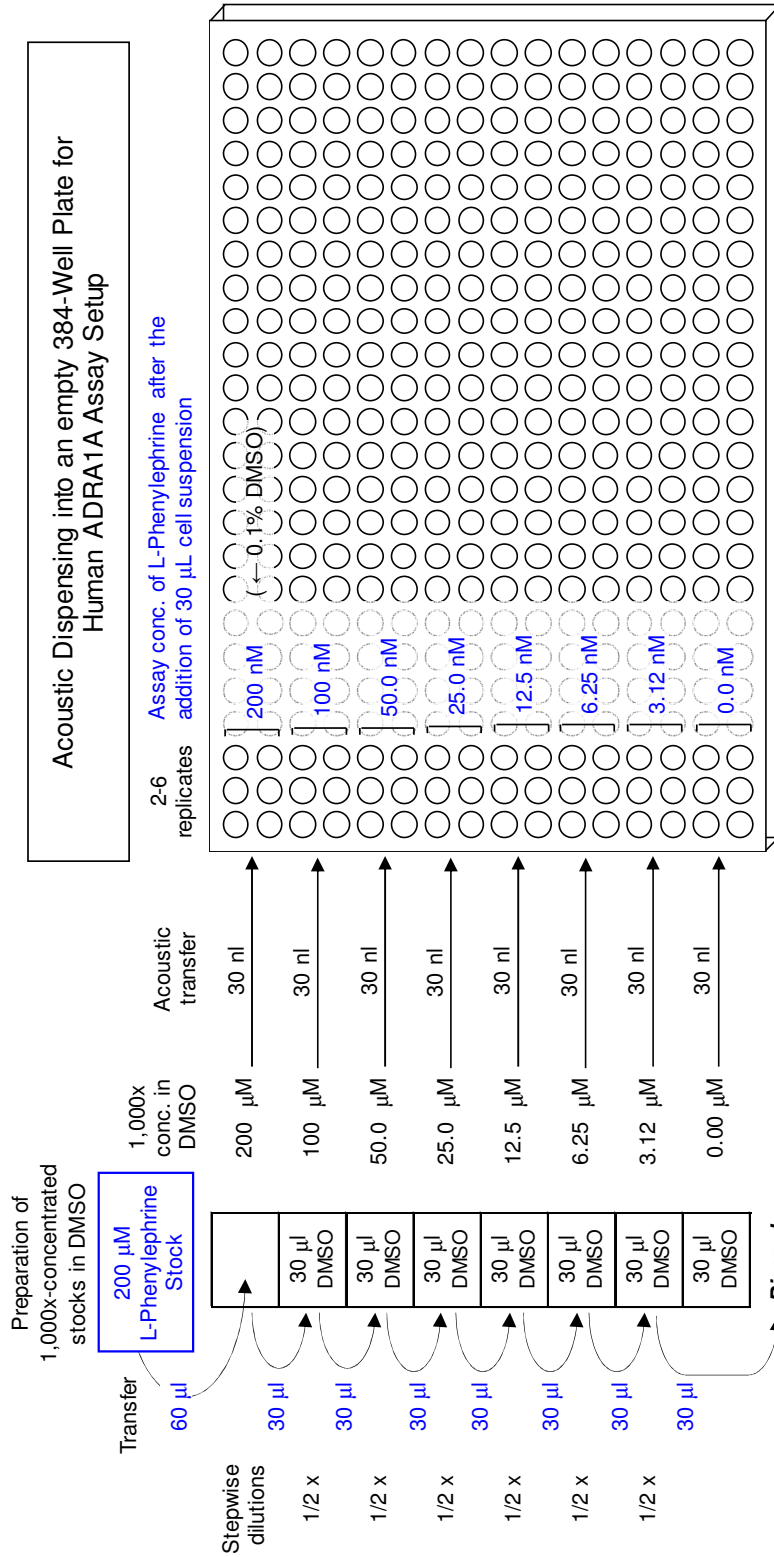 Acoustic Dispensing into an empty 384-Well Plate for
Human ADRA1A Assay Setup
Preparation of
1,000x-concentrated
stocks in DMSO
200 μM
L-Phenylephrine
Stock
Transfer
60 μl
Stepwise
dilutions
1/2 x
1/2 x
1/2 x
1/2 x
1/2 x
1/2 x
30 μl
30 μl
30 μl
30 μl
30 μl
30 μl
30 μl
30 μl
DMSO
30 μl
DMSO
30 μl
DMSO
30 μl
DMSO
30 μl
DMSO
30 μl
DMSO
30 μl
DMSO
1,000x
conc. in
DMSO
200 μM
100 μM
50.0 μM
25.0 μM
12.5 μM
6.25 μM
3.12 μM
0.00 μM
Acoustic
transfer
30 nl
30 nl
30 nl
30 nl
30 nl
30 nl
30 nl
30 nl
2-6
replicates
Assay conc. of L-Phenylephrine after the
addition of 30 μL cell suspension
200 nM
(← 0.1% DMSO)
100 nM
50.0 nM
25.0 nM
12.5 nM
6.25 nM
3.12 nM
0.0 nM